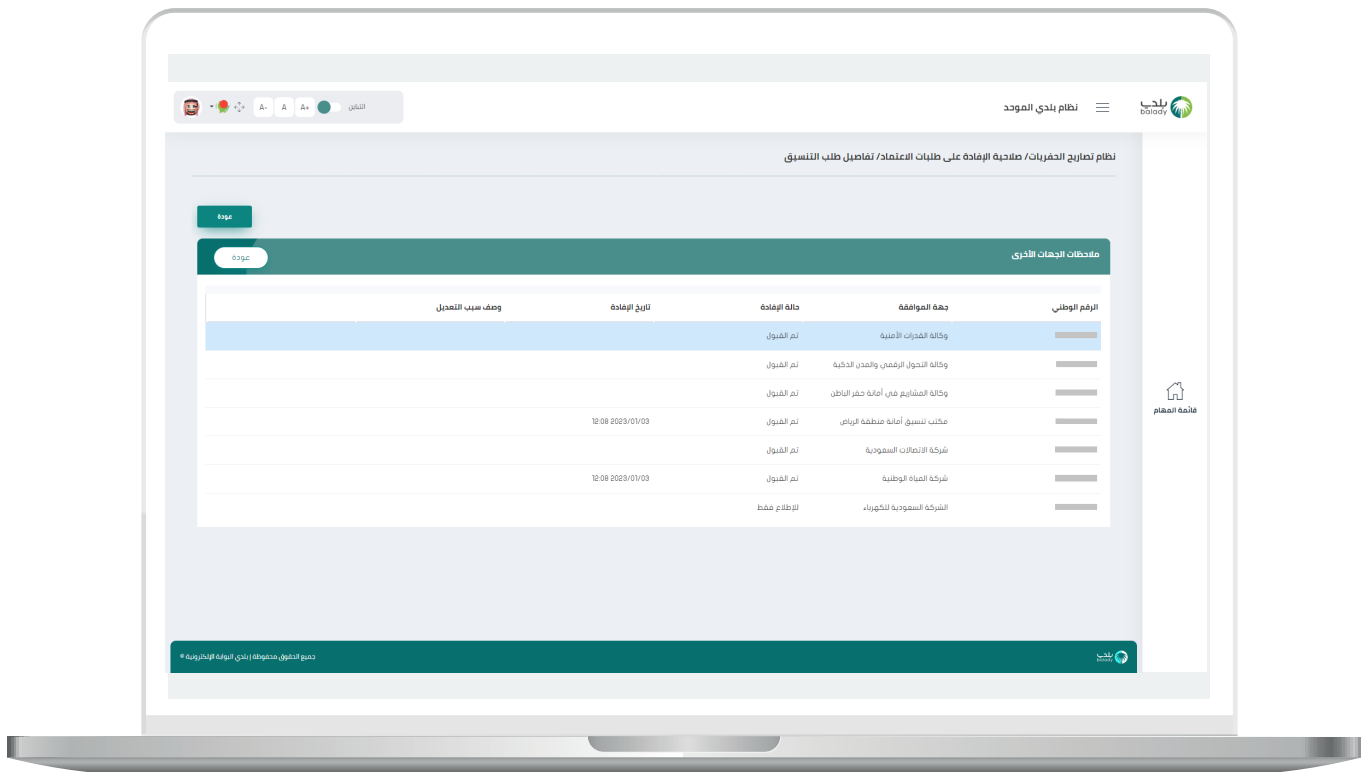 بلدي
balady
نظام بلدي الموحد
التباين
A+
A
A-
نظام تصاريح الحفريات/ صلاحية الإفادة على طلبات الاعتماد/ تفاصيل طلب التنسيق
عودة
ملاحظات الجهات الأخرى
عودة
الرقم الوطني جهة الموافقة حالة الإفادة تاريخ الإفادة وصف سبب التعديل
وكالة القدرات الأمنية تم القبول
وكالة التحول الرقمي والمدن الذكية تم القبول
وكالة المشاريع في أمانة حفر الباطن تم القبول
مكتب تنسيق أمانة منطقة الرياض تم القبول 2023/01/03 12:08
شركة الاتصالات السعودية تم القبول
شركة المياة الوطنية تم القبول 2023/01/03 12:08
الشركة السعودية للكهرباء للإطلاع فقط
قائمة المهام
بلدي
balady
جميع الحقوق محفوظة | بلدي البوابة الإلكترونية ©